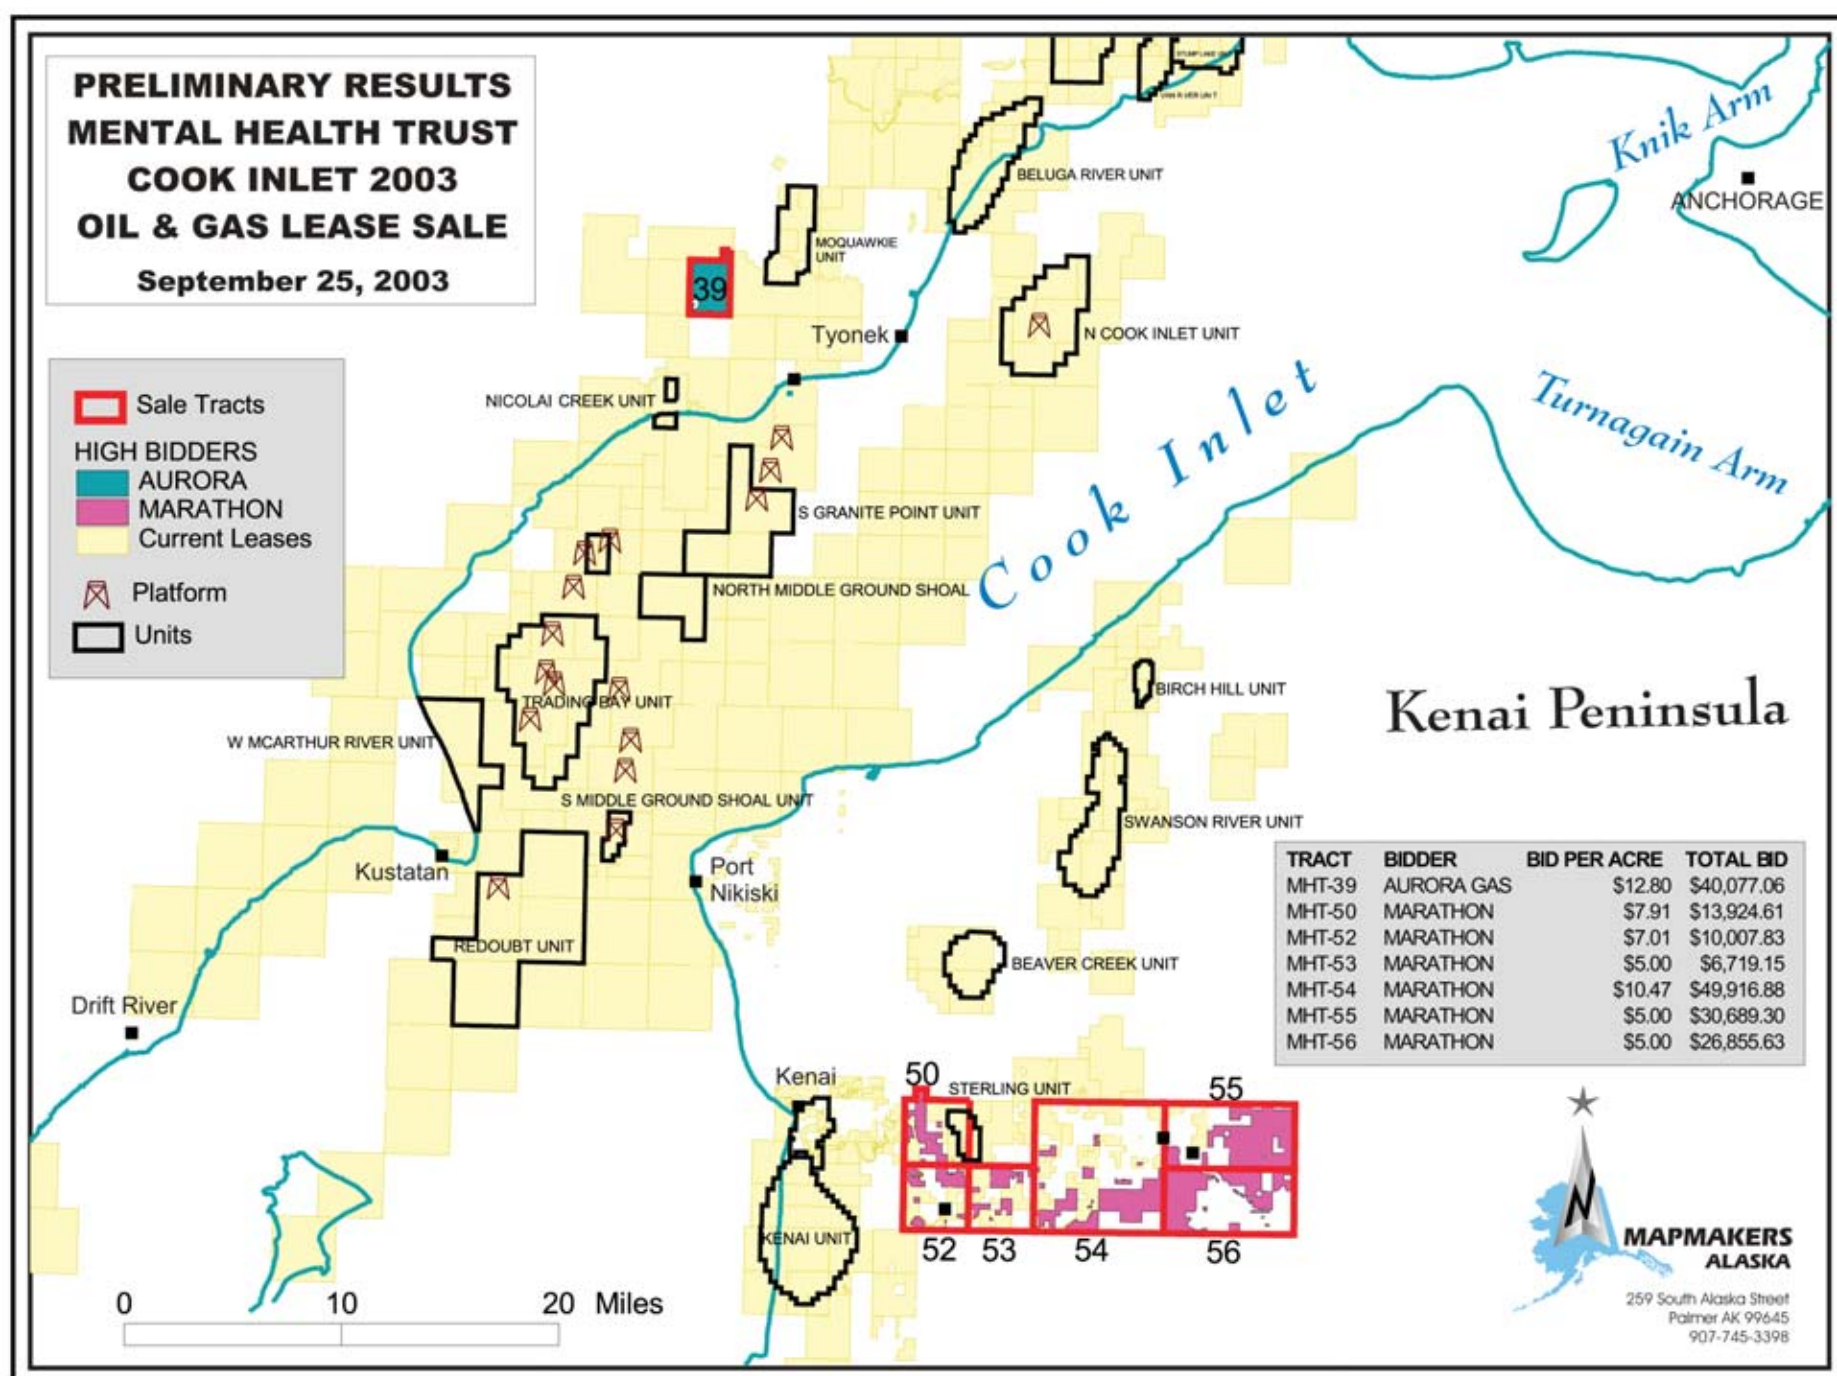 PRELIMINARY RESULTS
MENTAL HEALTH TRUST
COOK INLET 2003
OIL & GAS LEASE SALE
September 25, 2003
Knik Arm
ANCHORAGE
BELUGA RIVER UNIT
MOQUAWKIE
UNIT
39
Tyonek
N COOK INLET UNIT
Sale Tracts
HIGH BIDDERS
AURORA
MARATHON
Current Leases
Platform
Units
NICOLAI CREEK UNIT
Cook Inlet
Turnagain Arm
S GRANITE POINT UNIT
NORTH MIDDLE GROUND SHOAL
TRADING BAY UNIT
BIRCH HILL UNIT
Kenai Peninsula
W MCARTHUR RIVER UNIT
S MIDDLE GROUND SHOAL UNIT
SWANSON RIVER UNIT
Kustatan
Port
Nikiski
REDOUBT UNIT
BEAVER CREEK UNIT
TRACT BIDDER BID PER ACRE TOTAL BID
MHT-39 AURORA GAS $12.80 $40,077.06
MHT-50 MARATHON $7.91 $13,924.61
MHT-52 MARATHON $7.01 $10,007.83
MHT-53 MARATHON $5.00 $6,719.15
MHT-54 MARATHON $10.47 $49,916.88
MHT-55 MARATHON $5.00 $30,689.30
MHT-56 MARATHON $5.00 $26,855.63
Drift River
Kenai
50
STERLING UNIT
55
KENAI UNIT
52 53 54 56
0 10 20 Miles
N
MAPMAKERS
ALASKA
259 South Alaska Street
Palmer AK 99645
907-745-3398